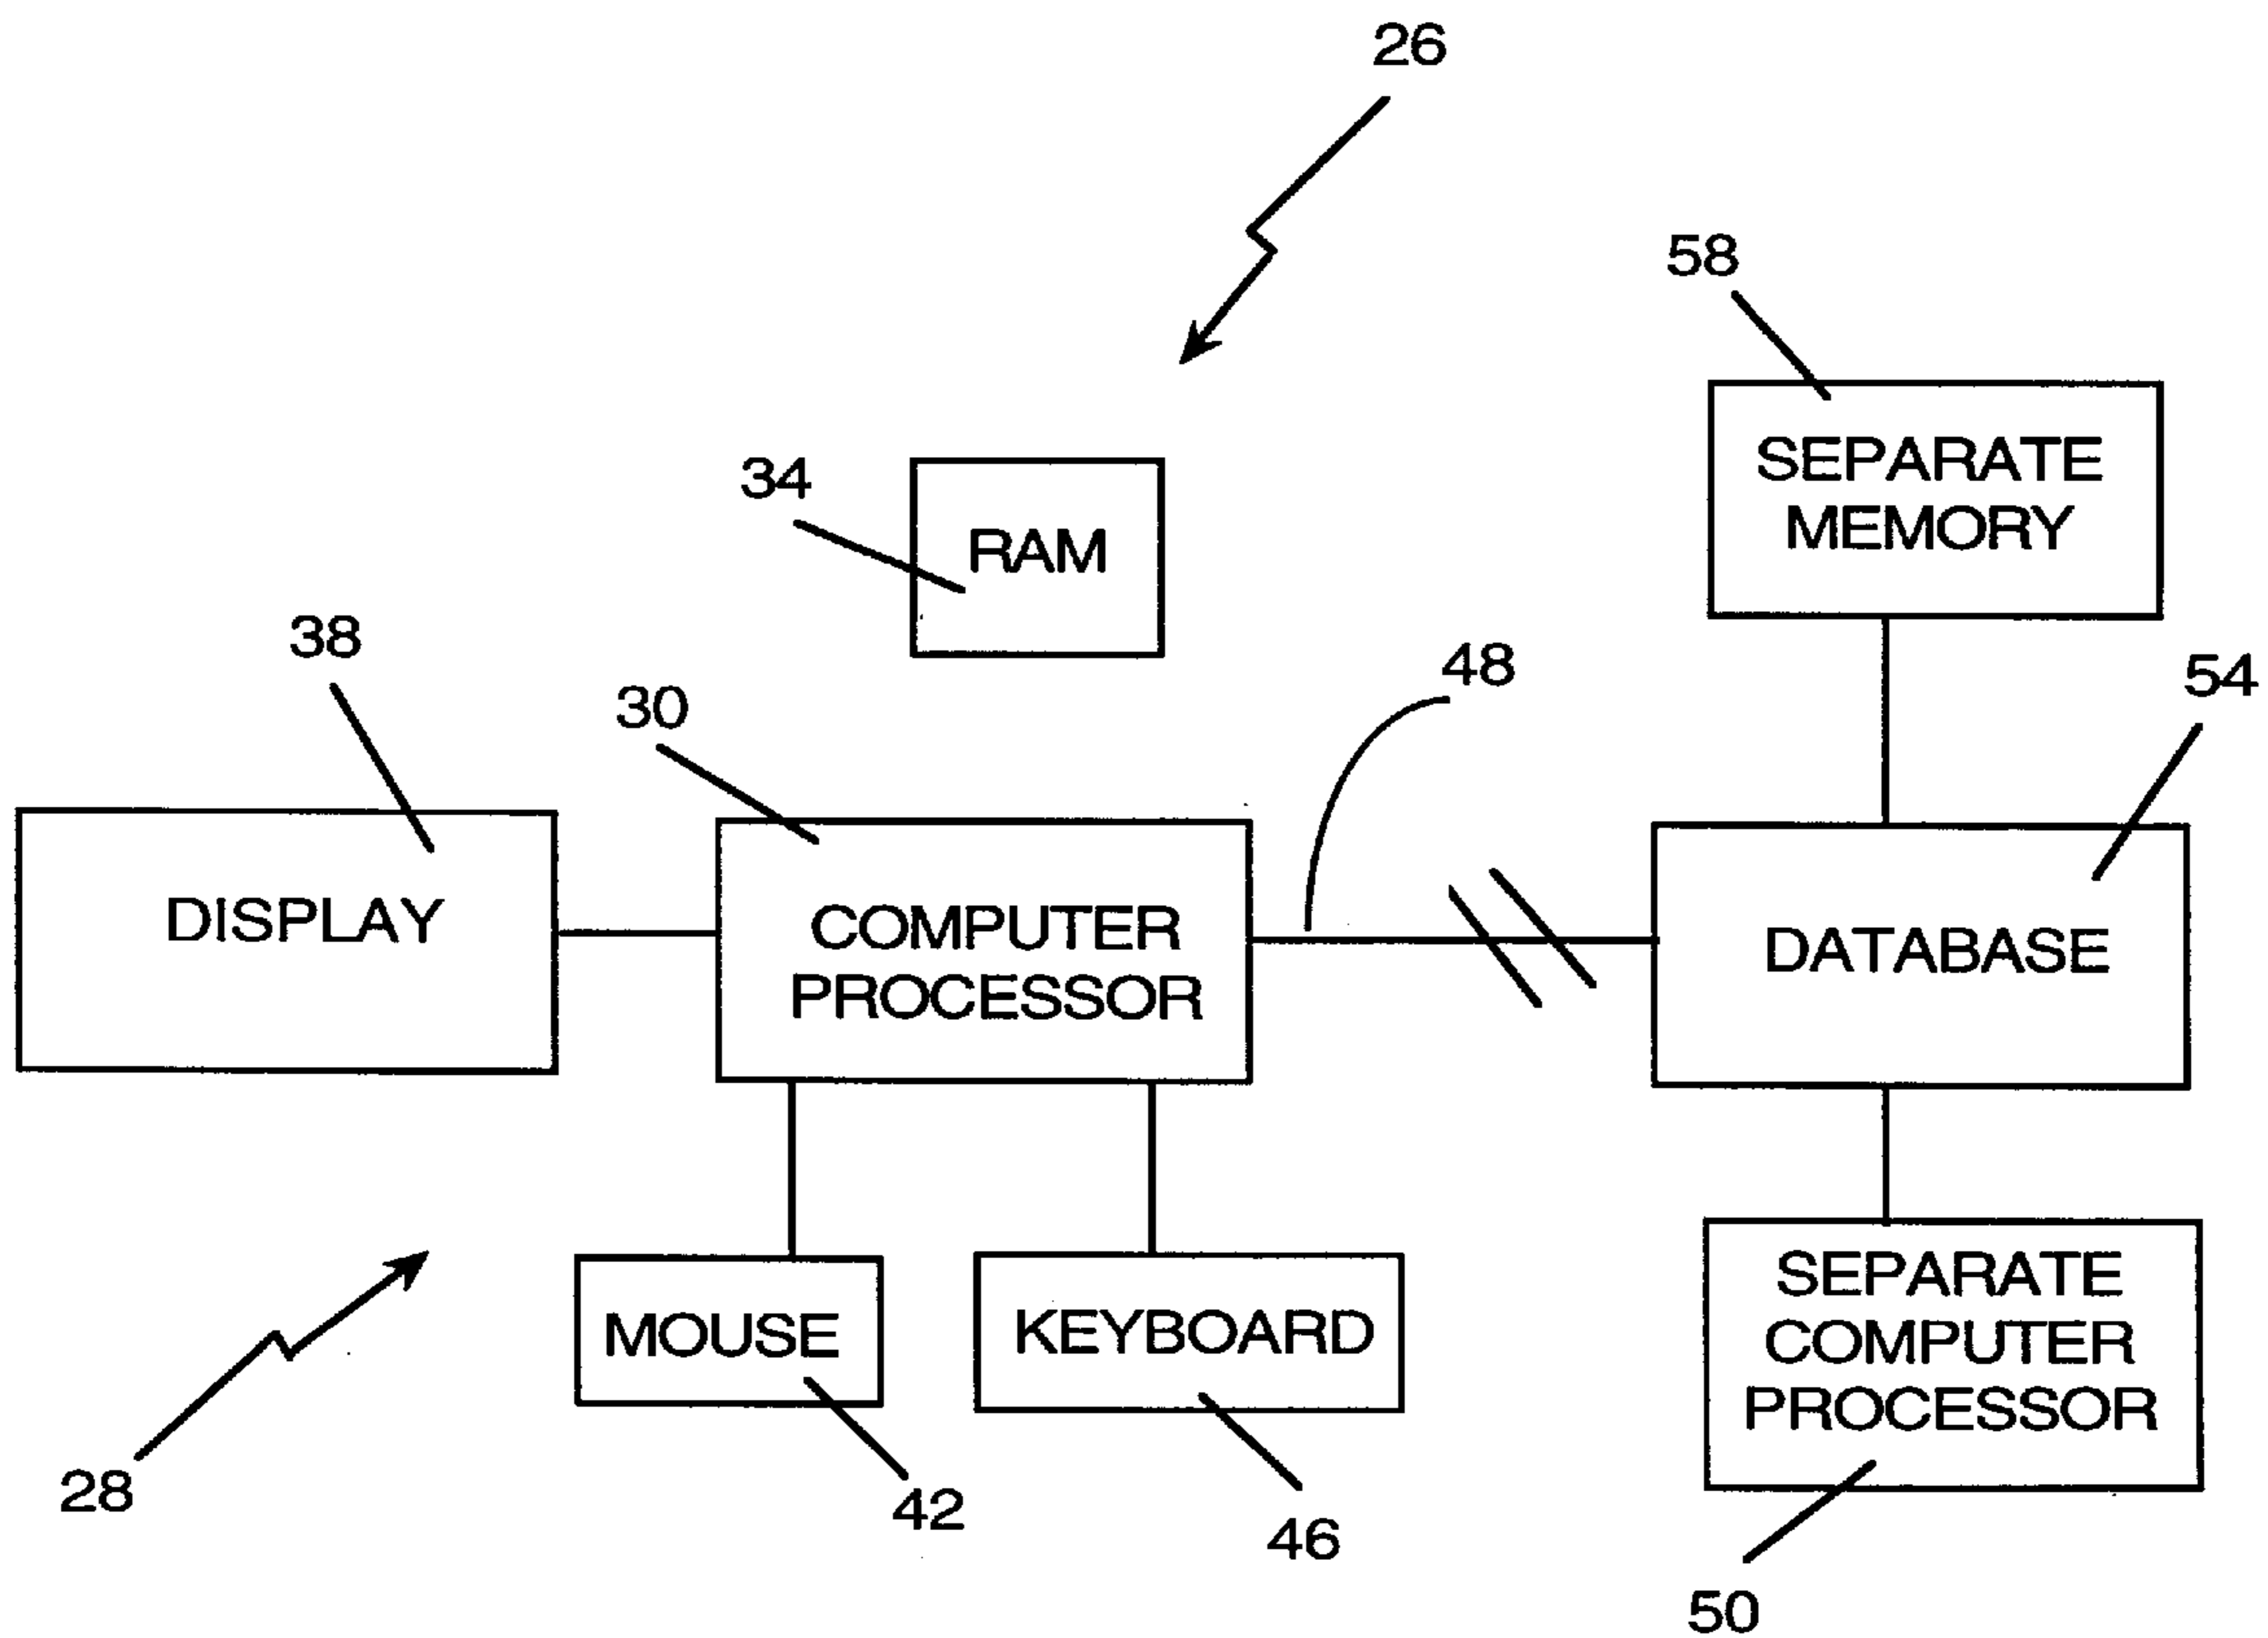 26
58
SEPARATE
MEMORY
34
RAM
38
30
48
54
DISPLAY
COMPUTER
PROCESSOR
DATABASE
MOUSE
KEYBOARD
SEPARATE
COMPUTER
PROCESSOR
28
42
46
50